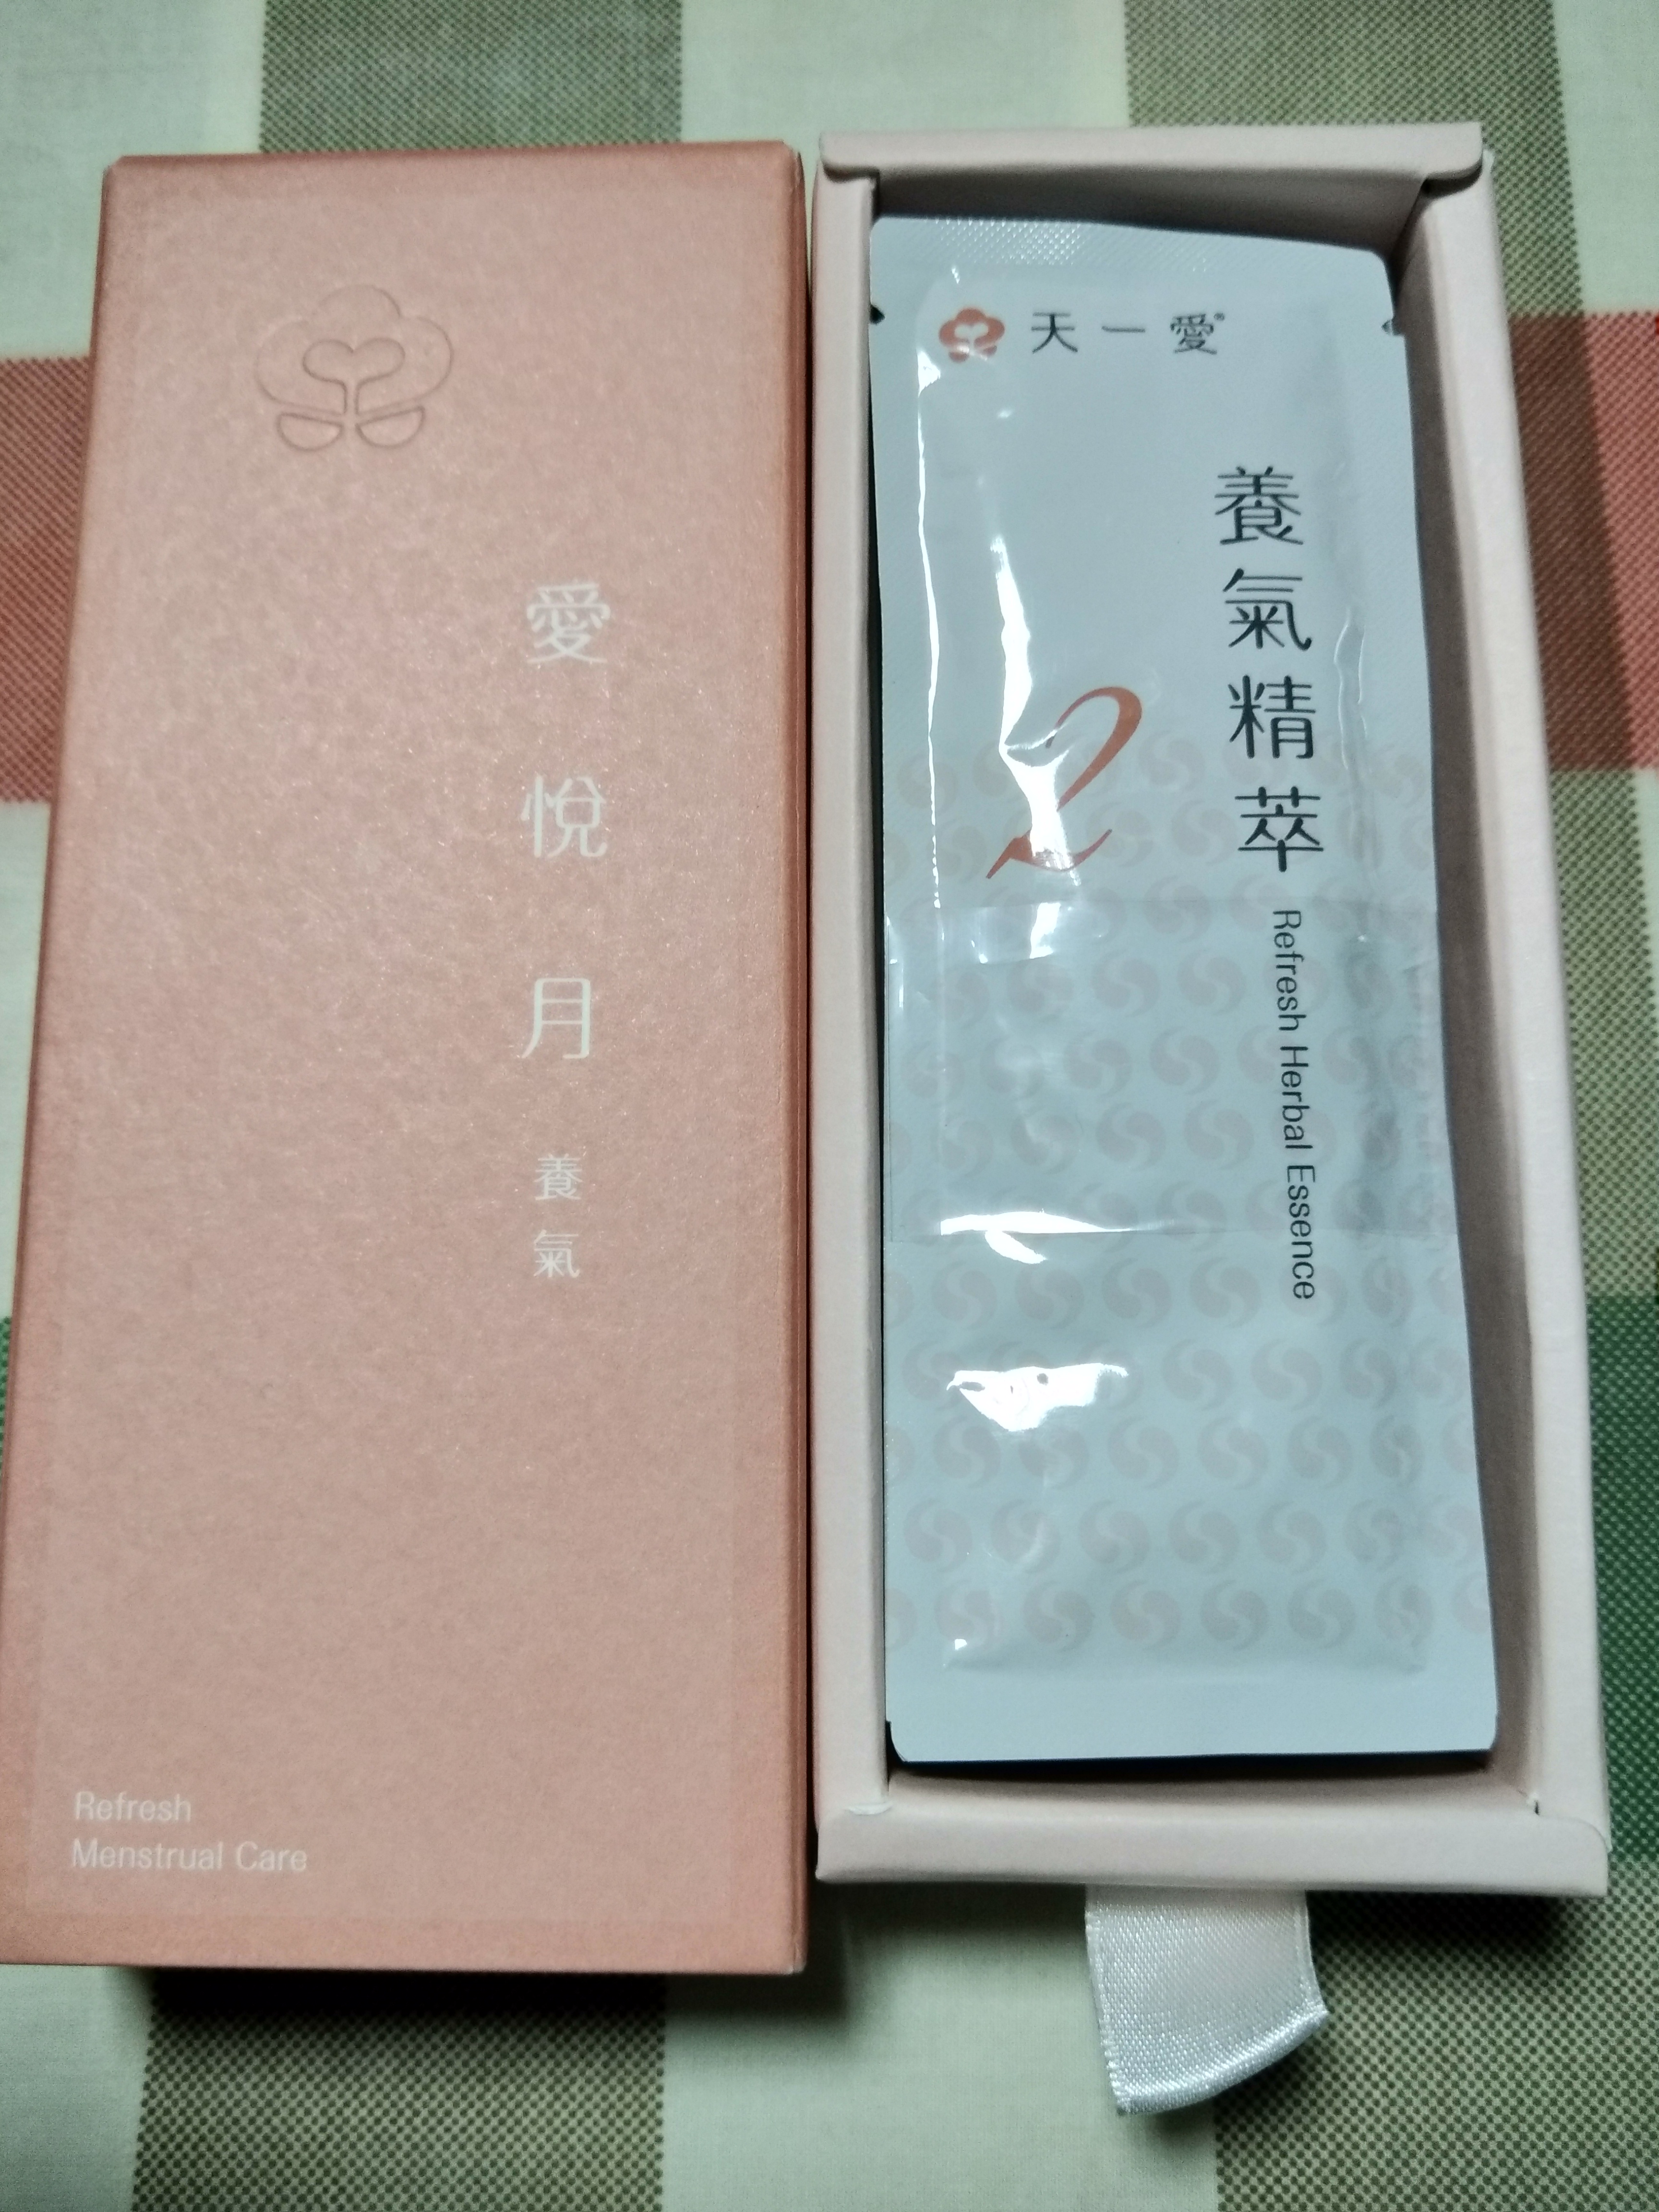 愛悅月 養氣
Refresh
Menstrual Care
天一愛®
養氣精萃 Refresh Herbal Essence
2